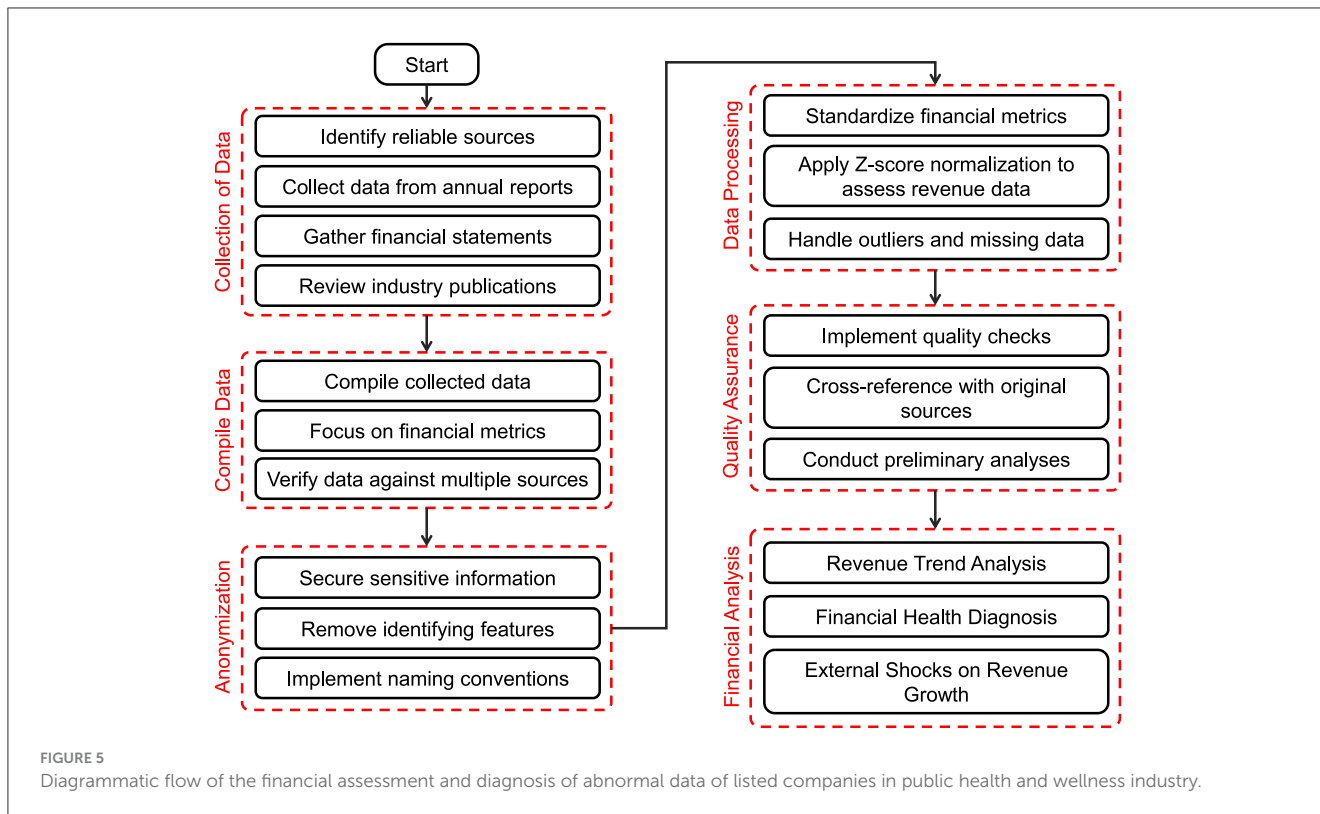 Start
Collection of Data
Identify reliable sources
Collect data from annual reports
Gather financial statements
Review industry publications
Compile Data
Compile collected data
Focus on financial metrics
Verify data against multiple sources
Anonymization
Secure sensitive information
Remove identifying features
Implement naming conventions
Data Processing
Standardize financial metrics
Apply Z-score normalization to
assess revenue data
Handle outliers and missing data
Quality Assurance
Implement quality checks
Cross-reference with original
sources
Conduct preliminary analyses
Financial Analysis
Revenue Trend Analysis
Financial Health Diagnosis
External Shocks on Revenue
Growth
FIGURE 5
Diagrammatic flow of the financial assessment and diagnosis of abnormal data of listed companies in public health and wellness industry.